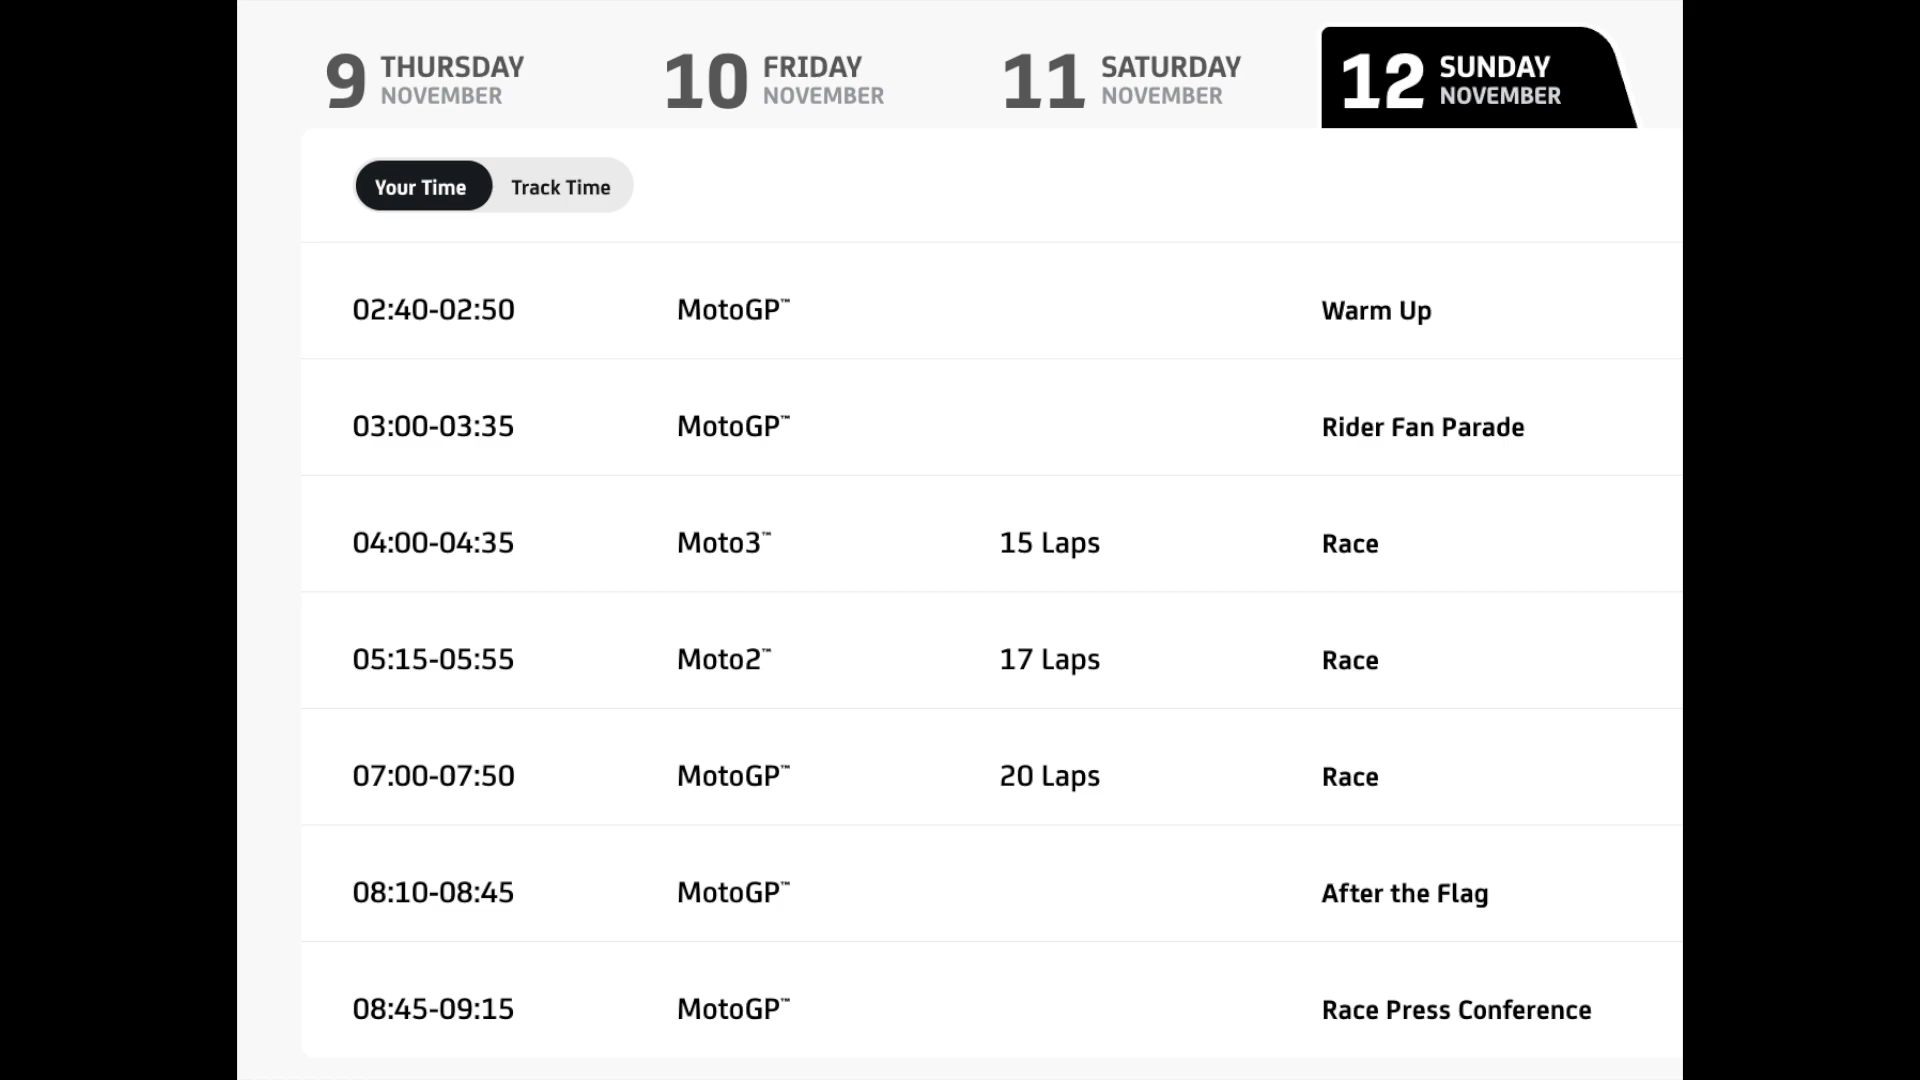 9 THURSDAY NOVEMBER
10 FRIDAY NOVEMBER
11 SATURDAY NOVEMBER
12 SUNDAY NOVEMBER
Your Time Track Time
02:40-02:50 MotoGP™ Warm Up
03:00-03:35 MotoGP™ Rider Fan Parade
04:00-04:35 Moto3™ 15 Laps Race
05:15-05:55 Moto2™ 17 Laps Race
07:00-07:50 MotoGP™ 20 Laps Race
08:10-08:45 MotoGP™ After the Flag
08:45-09:15 MotoGP™ Race Press Conference